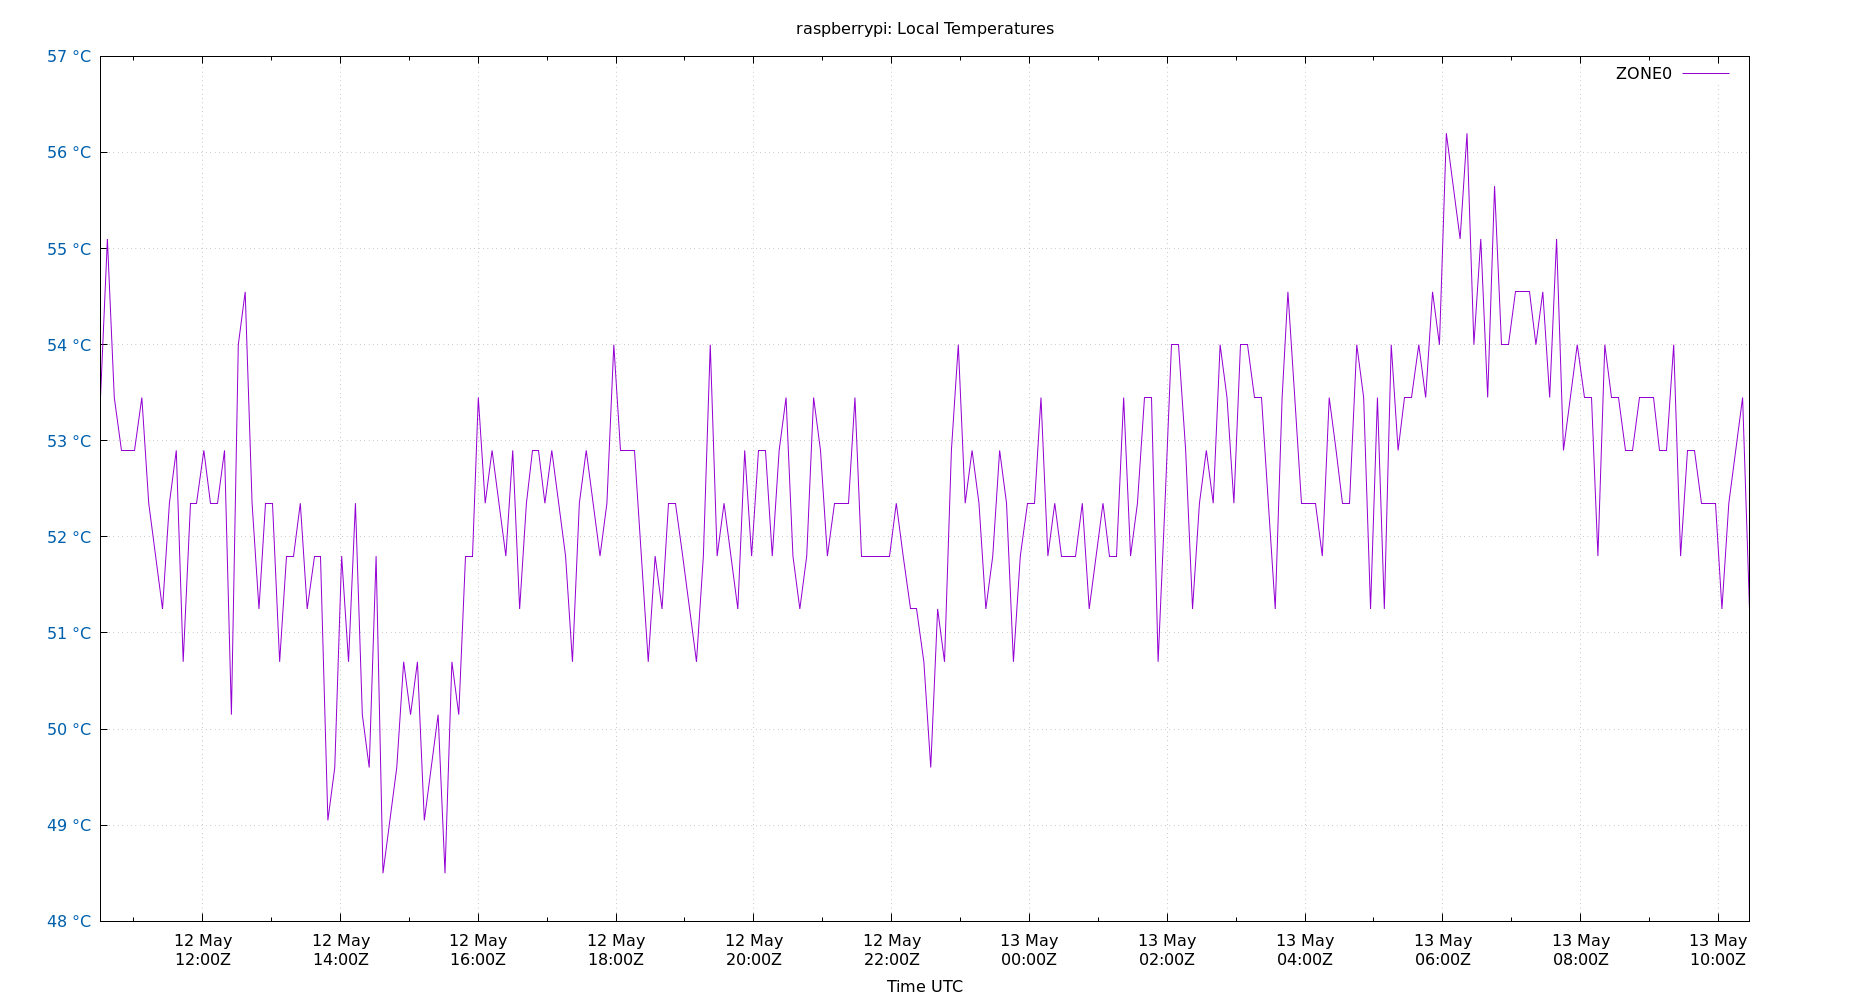 raspberrypi: Local Temperatures
57 °C
ZONE0
56 °C
55 °C
54 °C
53 °C
52 °C
51 °C
50 °C
49 °C
48 °C
12 May 12 May 12 May 12 May 12 May 12 May 13 May 13 May 13 May 13 May 13 May 13 May
12:00Z 14:00Z 16:00Z 18:00Z 20:00Z 22:00Z 00:00Z 02:00Z 04:00Z 06:00Z 08:00Z 10:00Z
Time UTC